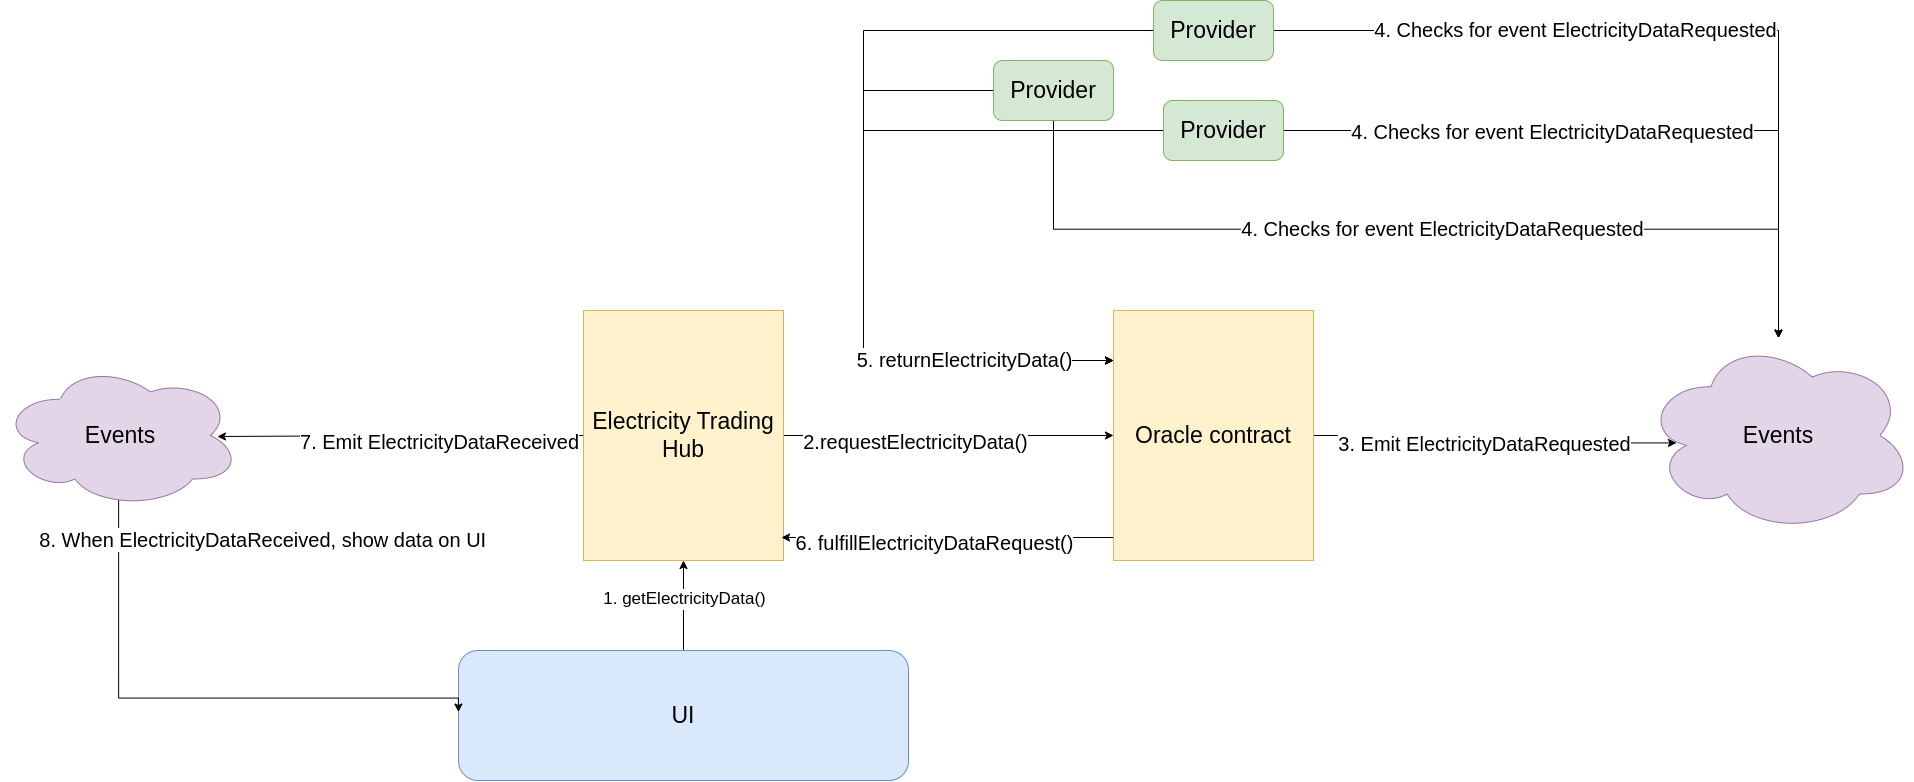 Provider
4. Checks for event ElectricityDataRequested
Provider
Provider
4. Checks for event ElectricityDataRequested
4. Checks for event ElectricityDataRequested
5. returnElectricityData()
Events
7. Emit ElectricityDataReceived
Electricity Trading
Hub
2.requestElectricityData()
Oracle contract
3. Emit ElectricityDataRequested
Events
8. When ElectricityDataReceived, show data on UI
6. fulfillElectricityDataRequest()
1. getElectricityData()
UI